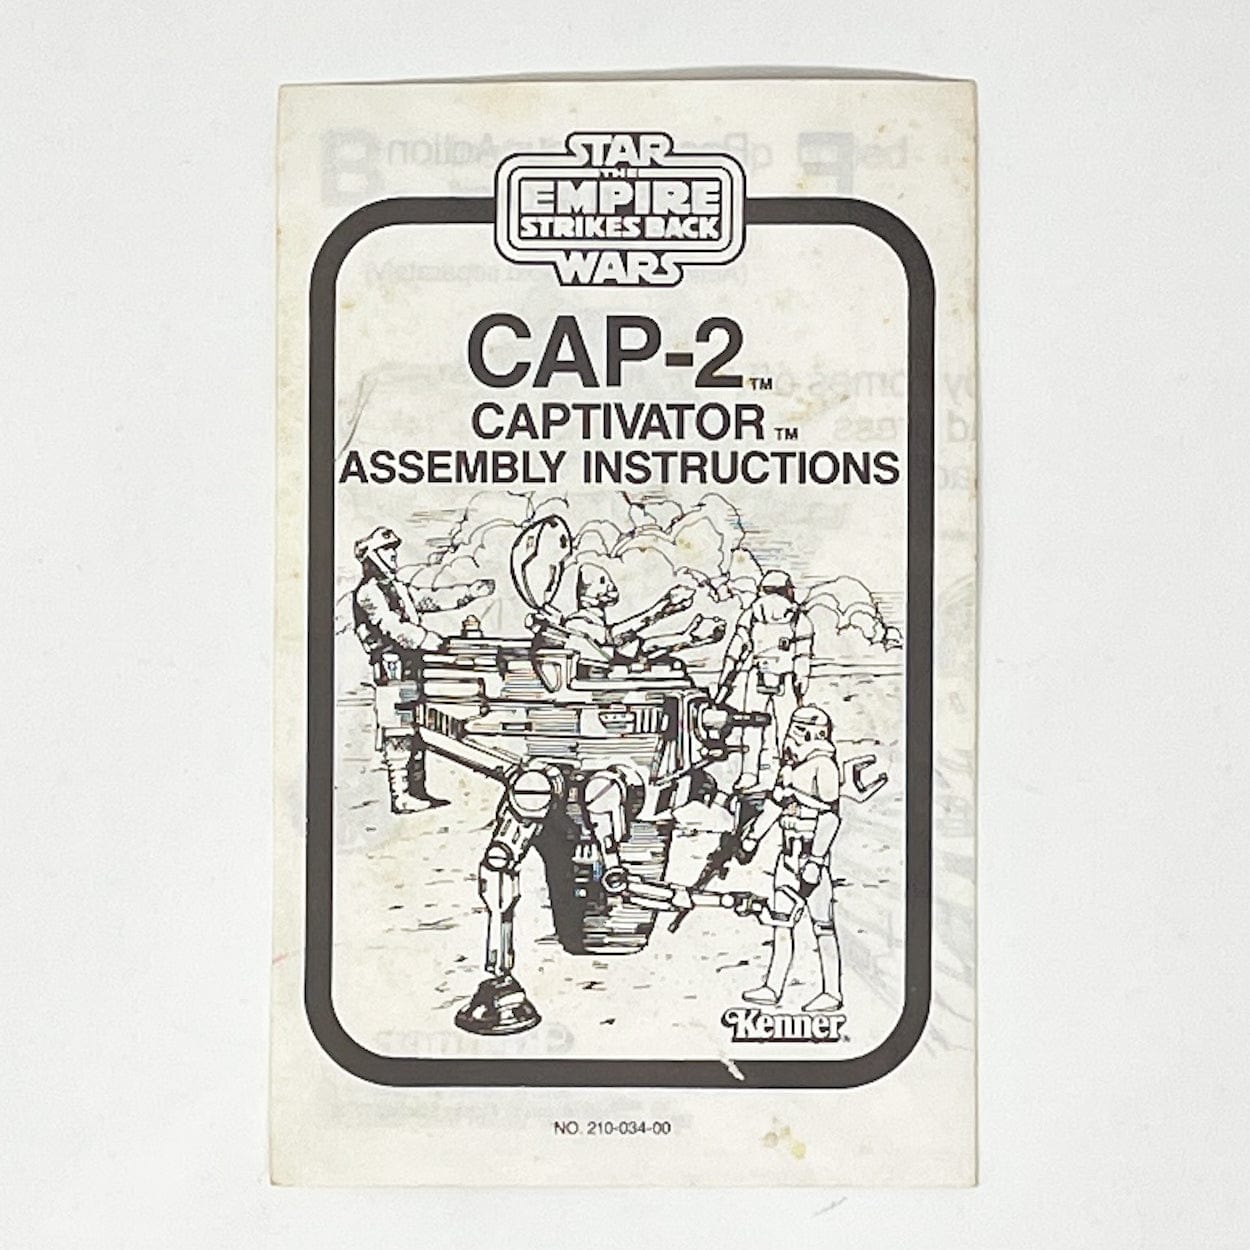 STAR
THE
EMPIRE
STRIKES BACK
WARS
CAP-2™
CAPTIVATOR™
ASSEMBLY INSTRUCTIONS
Kenner®
NO. 210-034-00